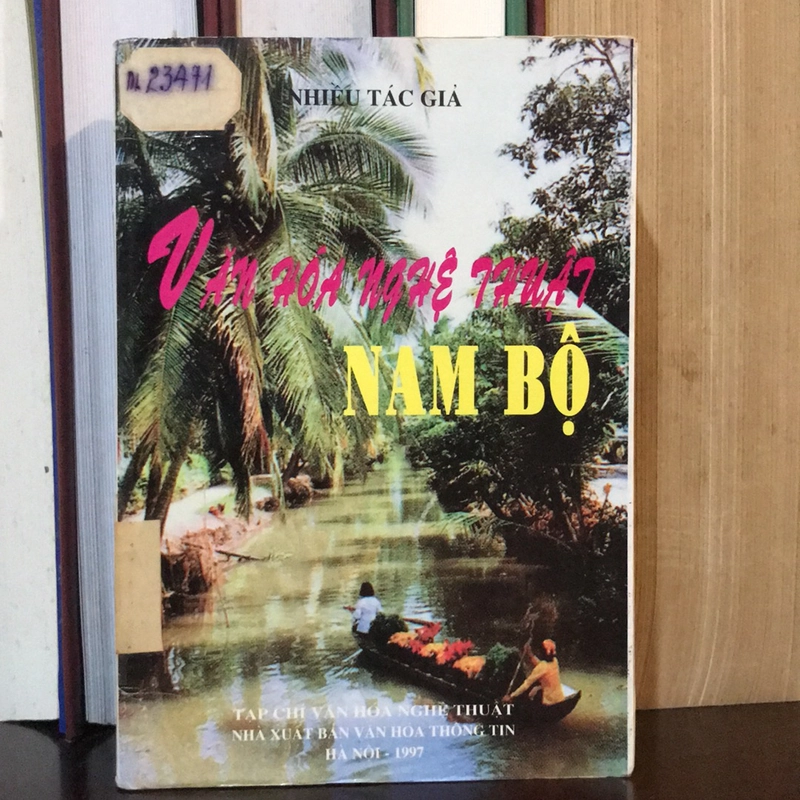 NL 23471
NHIỀU TÁC GIẢ
VĂN HÓA NGHỆ THUẬT
NAM BỘ
TẠP CHÍ VĂN HÓA NGHỆ THUẬT
NHÀ XUẤT BẢN VĂN HÓA THÔNG TIN
HÀ NỘI - 1997